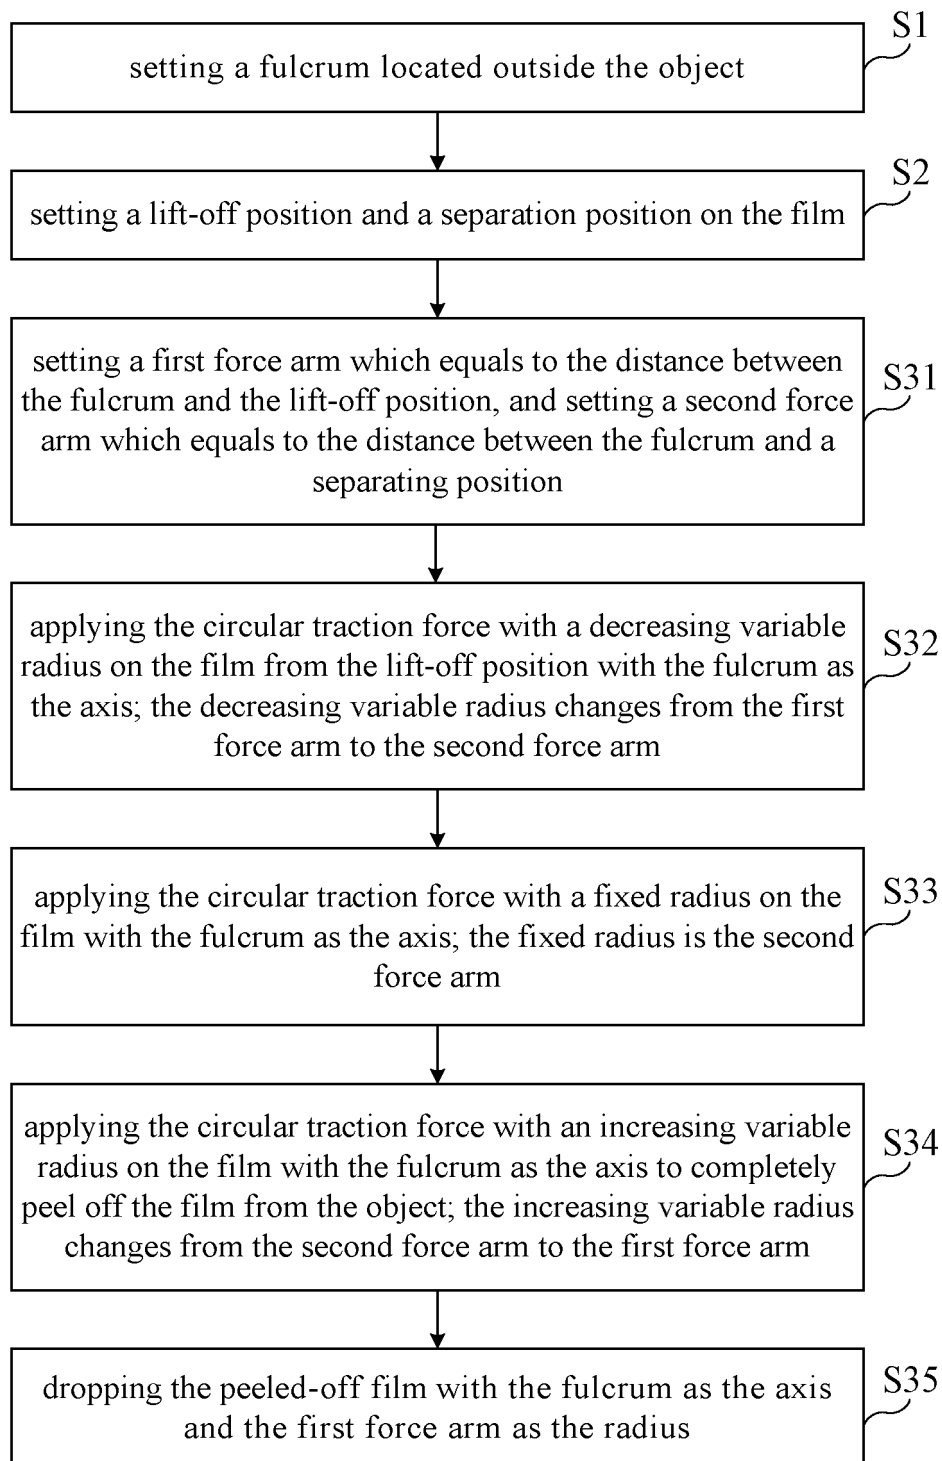 S1
setting a fulcrum located outside the object
S2
setting a lift-off position and a separation position on the film
S31
setting a first force arm which equals to the distance between
the fulcrum and the lift-off position, and setting a second force
arm which equals to the distance between the fulcrum and a
separating position
S32
applying the circular traction force with a decreasing variable
radius on the film from the lift-off position with the fulcrum as
the axis; the decreasing variable radius changes from the first
force arm to the second force arm
S33
applying the circular traction force with a fixed radius on the
film with the fulcrum as the axis; the fixed radius is the second
force arm
S34
applying the circular traction force with an increasing variable
radius on the film with the fulcrum as the axis to completely
peel off the film from the object; the increasing variable radius
changes from the second force arm to the first force arm
S35
dropping the peeled-off film with the fulcrum as the axis
and the first force arm as the radius